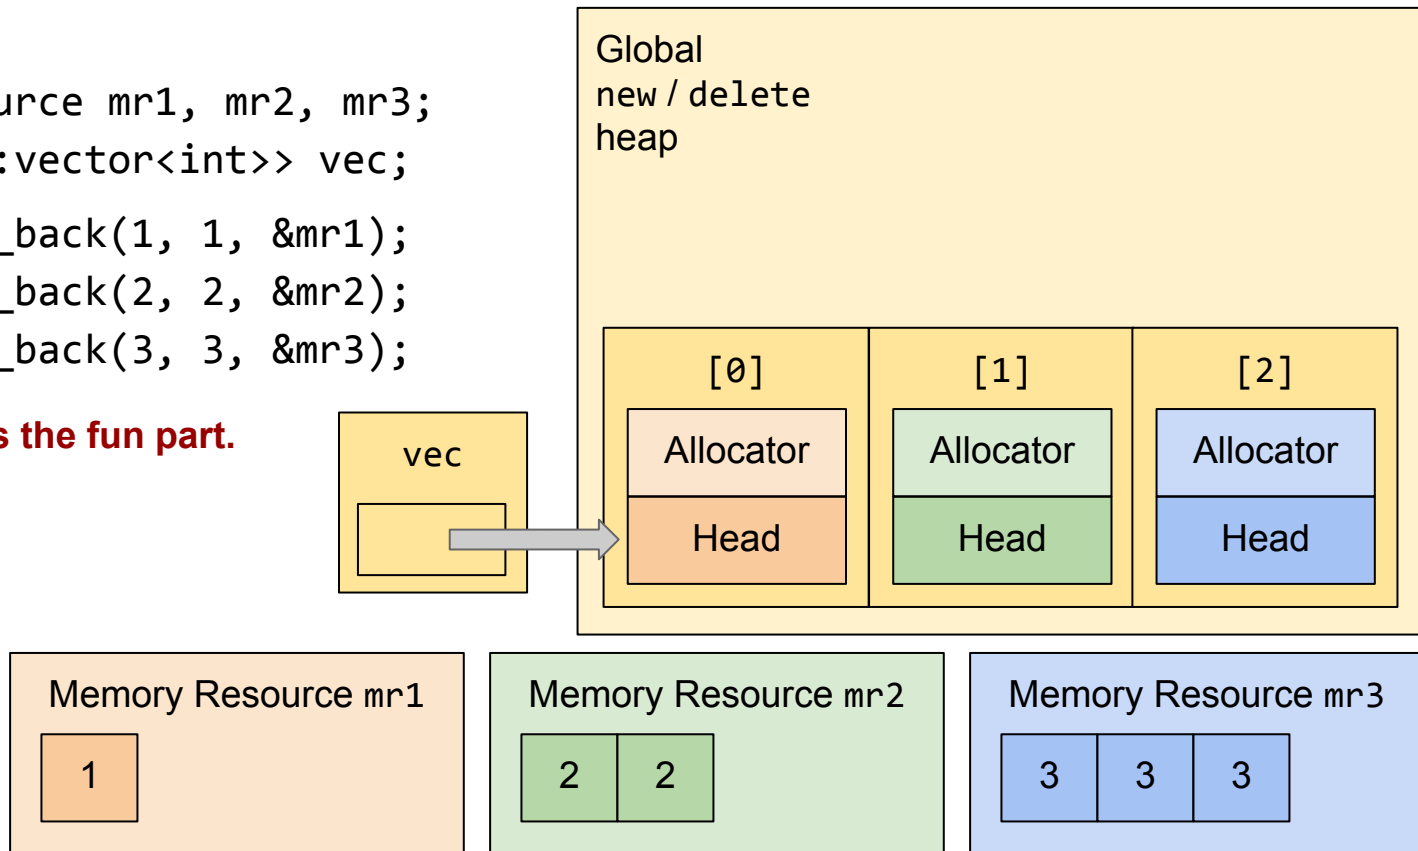 urce mr1, mr2, mr3;
:vector<int>> vec;
_back(1, 1, &mr1);
_back(2, 2, &mr2);
_back(3, 3, &mr3);
s the fun part.
Global
new / delete
heap
vec
[0] [1] [2]
Allocator Allocator Allocator
Head Head Head
Memory Resource mr1
1
Memory Resource mr2
2 2
Memory Resource mr3
3 3 3